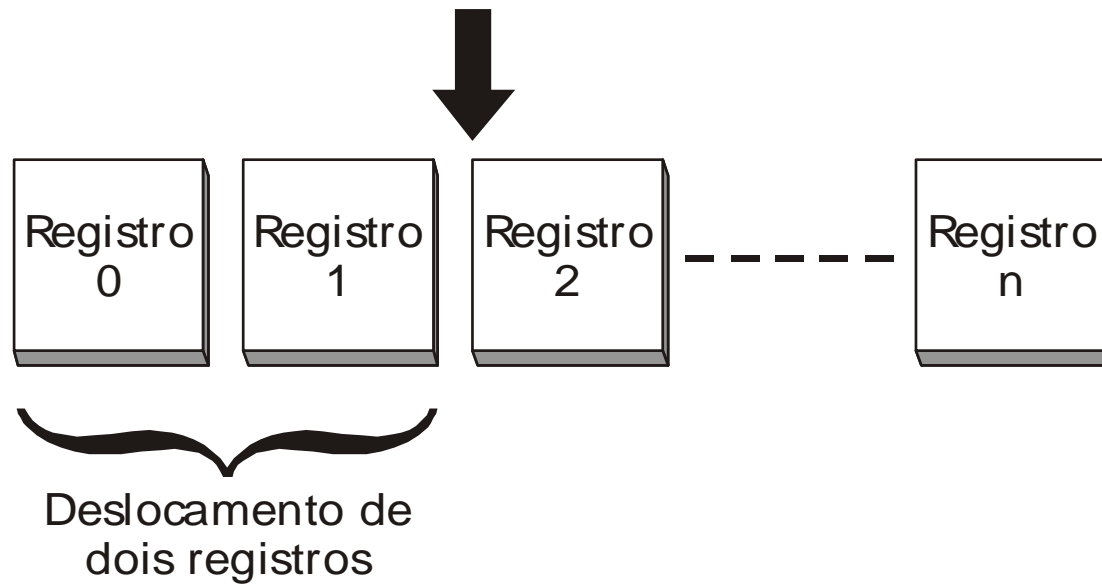 Registro
0
Registro
1
Registro
2
Registro
n
Deslocamento de
dois registros